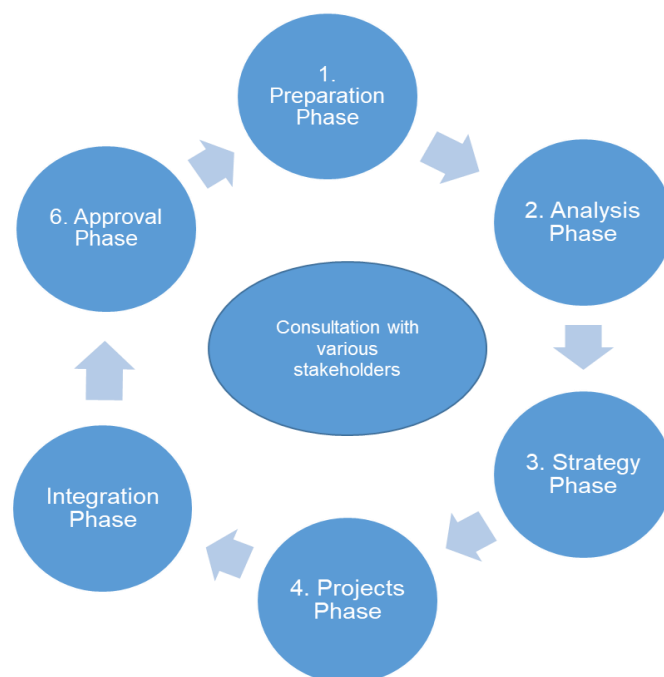 1.
Preparation
Phase
2. Analysis
Phase
3. Strategy
Phase
4. Projects
Phase
Integration
Phase
6. Approval
Phase
Consultation with
various
stakeholders